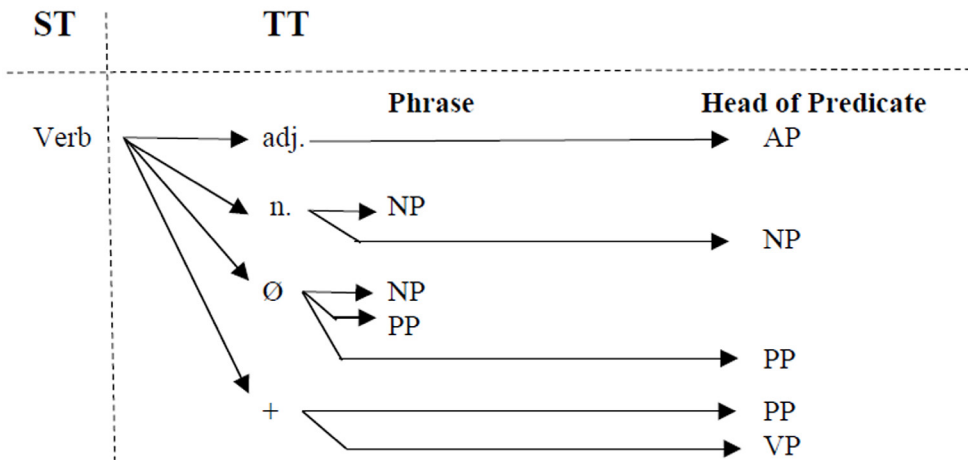 ST TT
Phrase Head of Predicate
Verb adj. AP
n. NP
NP
Ø NP
PP
PP
+ PP
VP